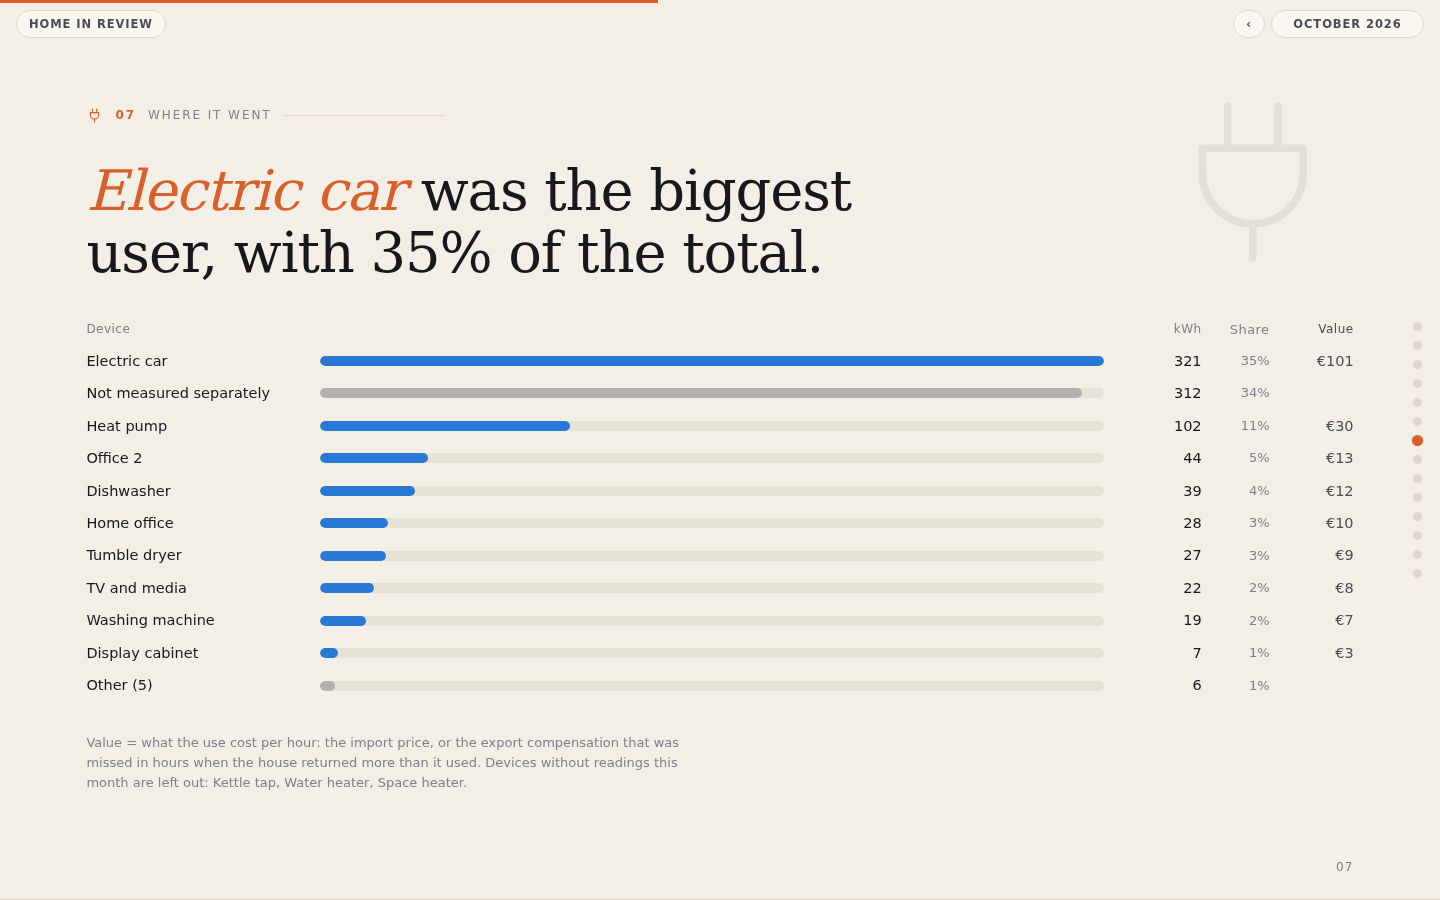 HOME IN REVIEW
‹ OCTOBER 2026
07 WHERE IT WENT
Electric car was the biggest
user, with 35% of the total.
Device kWh Share Value
Electric car 321 35% €101
Not measured separately 312 34%
Heat pump 102 11% €30
Office 2 44 5% €13
Dishwasher 39 4% €12
Home office 28 3% €10
Tumble dryer 27 3% €9
TV and media 22 2% €8
Washing machine 19 2% €7
Display cabinet 7 1% €3
Other (5) 6 1%
Value = what the use cost per hour: the import price, or the export compensation that was
missed in hours when the house returned more than it used. Devices without readings this
month are left out: Kettle tap, Water heater, Space heater.
07